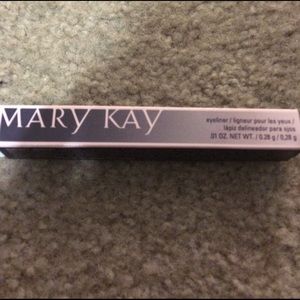 MARY KAY
eyeliner / ligneur pour les yeux /
lápiz delineador para ojos
.01 OZ. NET WT. / 0.28 g / 0,28 g